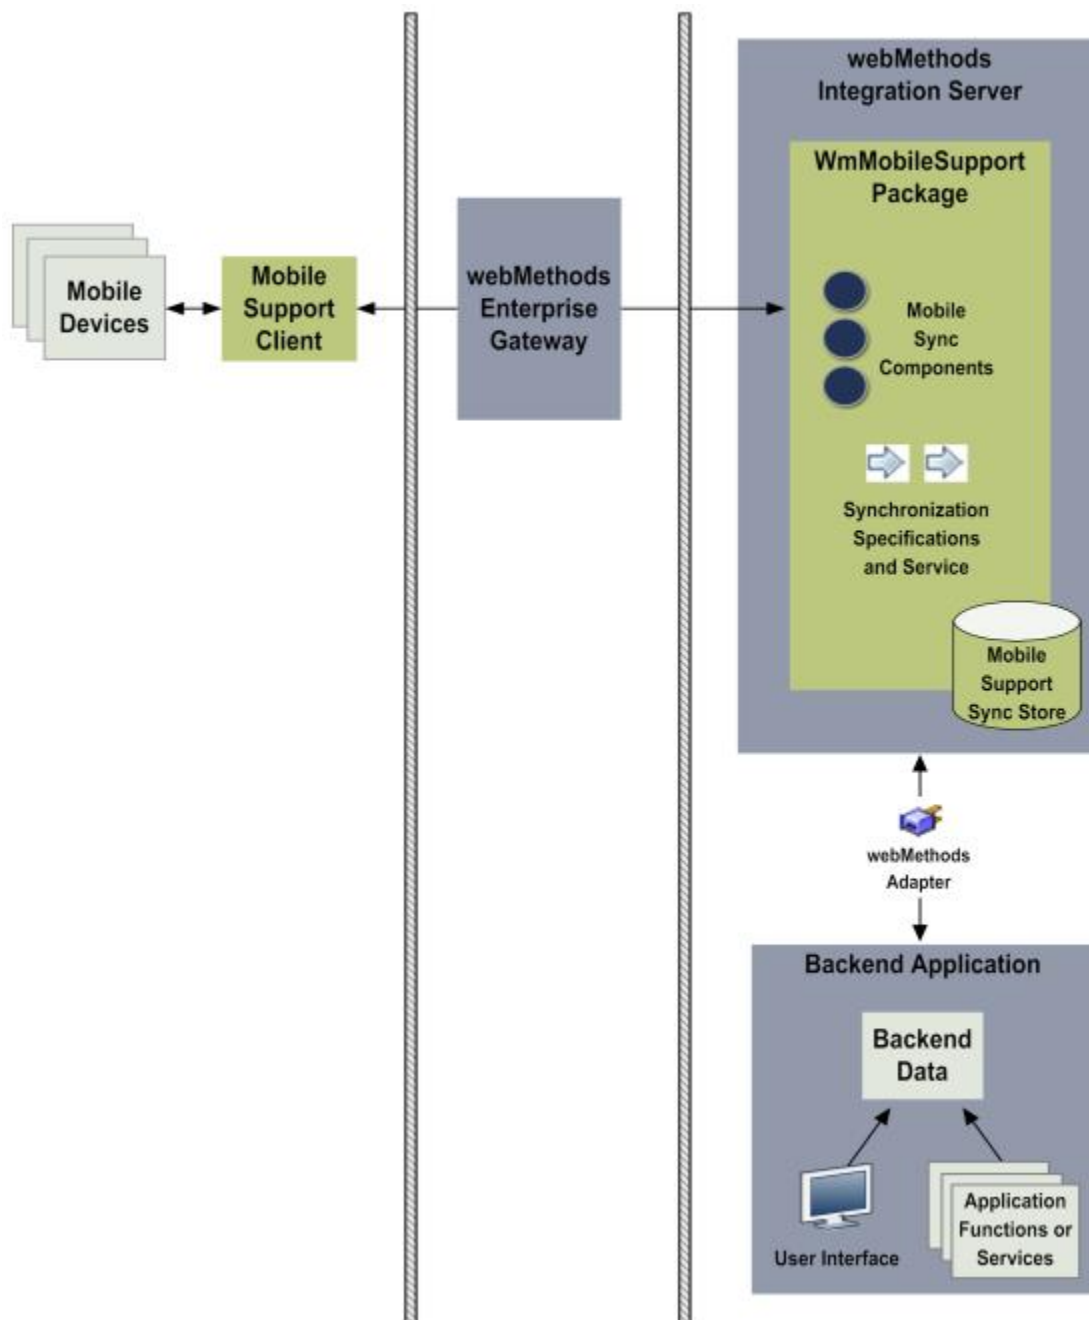 webMethods
Integration Server
WmMobileSupport
Package
Mobile
Devices
Mobile
Support
Client
webMethods
Enterprise
Gateway
Mobile
Sync
Components
Synchronization
Specifications
and Service
Mobile
Support
Sync Store
webMethods
Adapter
Backend Application
Backend
Data
User Interface
Application
Functions or
Services